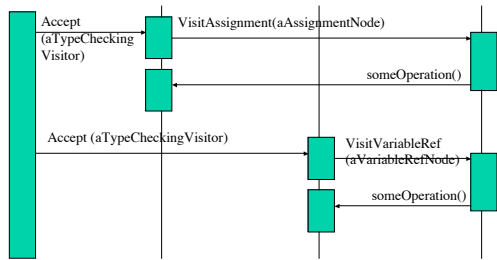 Accept
(aTypeChecking
Visitor)
VisitAssignment(aAssignmentNode)
someOperation()
Accept (aTypeCheckingVisitor)
VisitVariableRef
(aVariableRefNode)
someOperation()